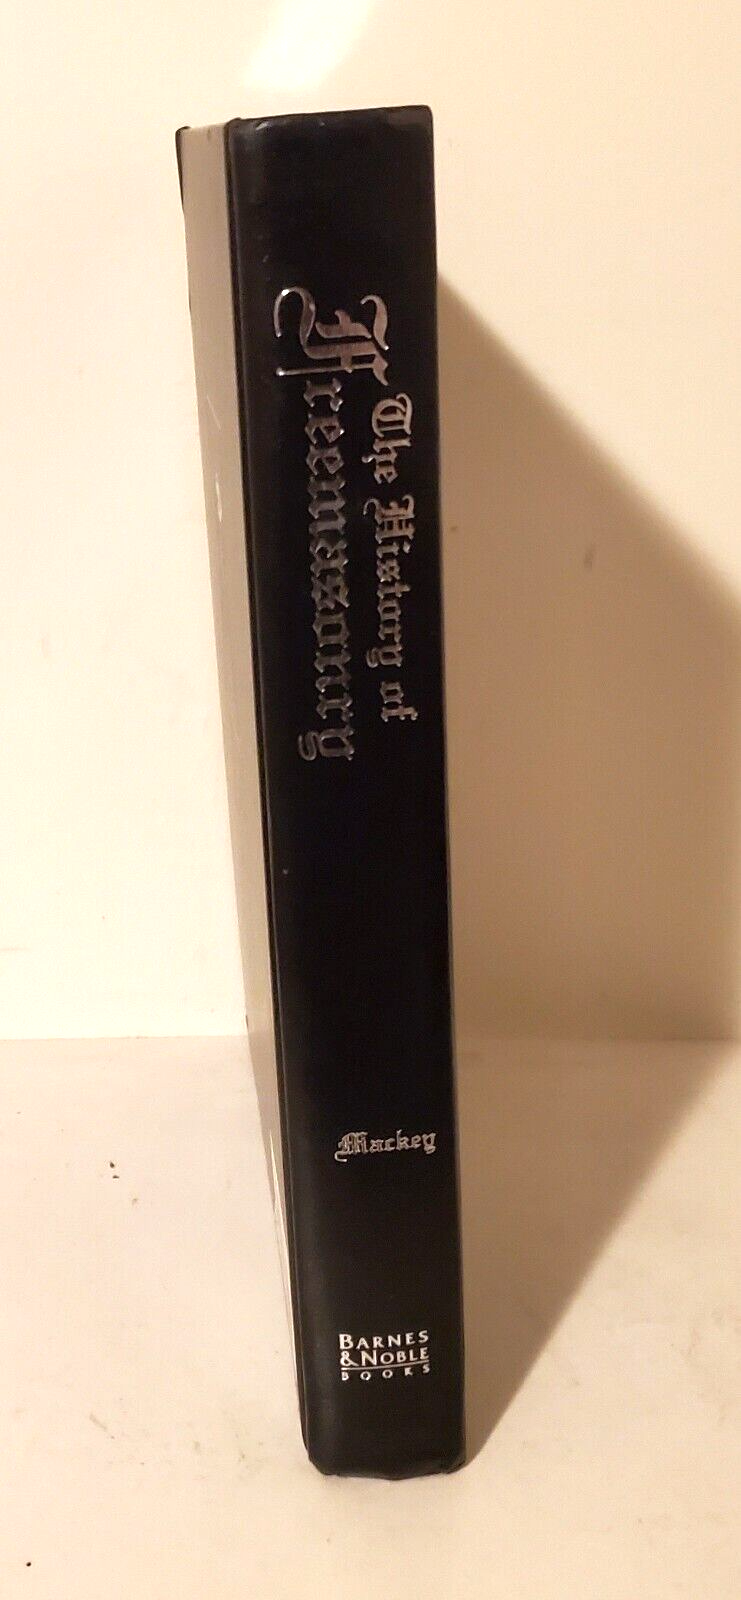 The History of
Freemasonry
Mackey
BARNES
& NOBLE
BOOKS